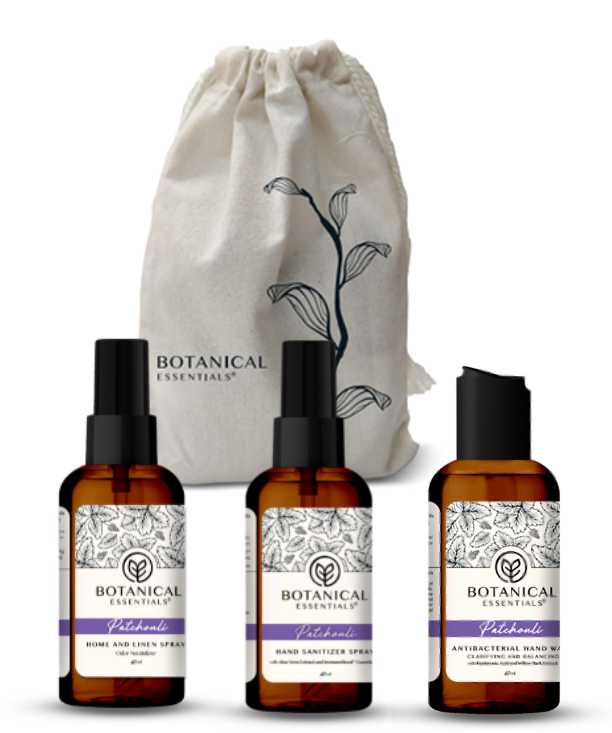 BOTANICAL
ESSENTIALS®
BOTANICAL
ESSENTIALS®
Patchouli
HOME AND LINEN SPRAY
Odor Neutralizer
BOTANICAL
ESSENTIALS®
Patchouli
HAND SANITIZER SPRAY
BOTANICAL
ESSENTIALS®
Patchouli
ANTIBACTERIAL HAND WA
CLARIFYING AND BALANCING